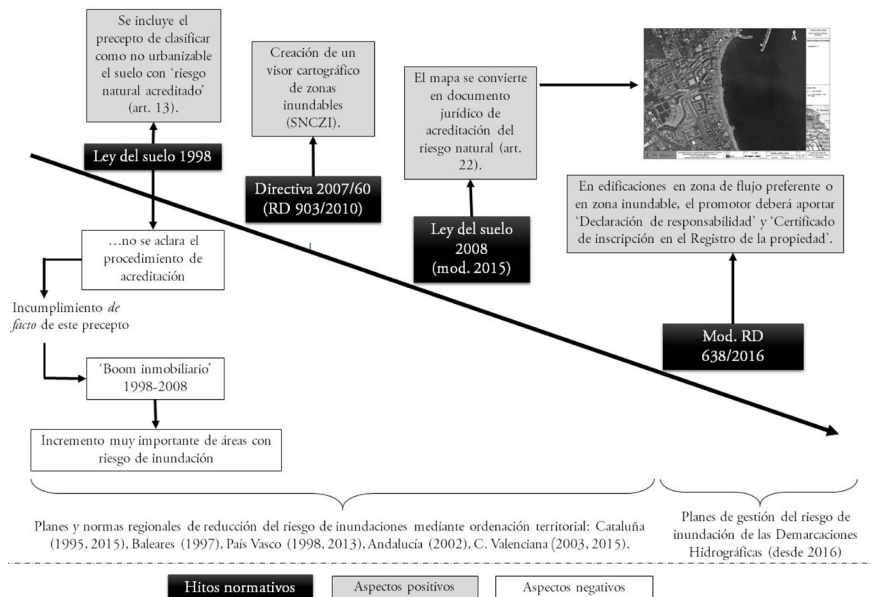 Se incluye el
precepto de clasificar
como no urbanizable
el suelo con ‘riesgo
natural acreditado’
(art. 13).
Ley del suelo 1998
…no se aclara el
procedimiento de
acreditación
Incumplimiento de
facto de este precepto
‘Boom inmobiliario’
1998-2008
Incremento muy importante de áreas con
riesgo de inundación
Creación de un
visor cartográfico
de zonas
inundables
(SNCZI).
Directiva 2007/60
(RD 903/2010)
El mapa se convierte
en documento
jurídico de
acreditación del
riesgo natural (art.
22).
Ley del suelo
2008
(mod. 2015)
En edificaciones en zona de flujo preferente o
en zona inundable, el promotor deberá aportar
‘Declaración de responsabilidad’ y ‘Certificado
de inscripción en el Registro de la propiedad’.
Mod. RD
638/2016
Planes y normas regionales de reducción del riesgo de inundaciones mediante ordenación territorial: Cataluña
(1995, 2015), Baleares (1997), País Vasco (1998, 2013), Andalucía (2002), C. Valenciana (2003, 2015).
Planes de gestión del riesgo de
inundación de las Demarcaciones
Hidrográficas (desde 2016)
Hitos normativos
Aspectos positivos
Aspectos negativos